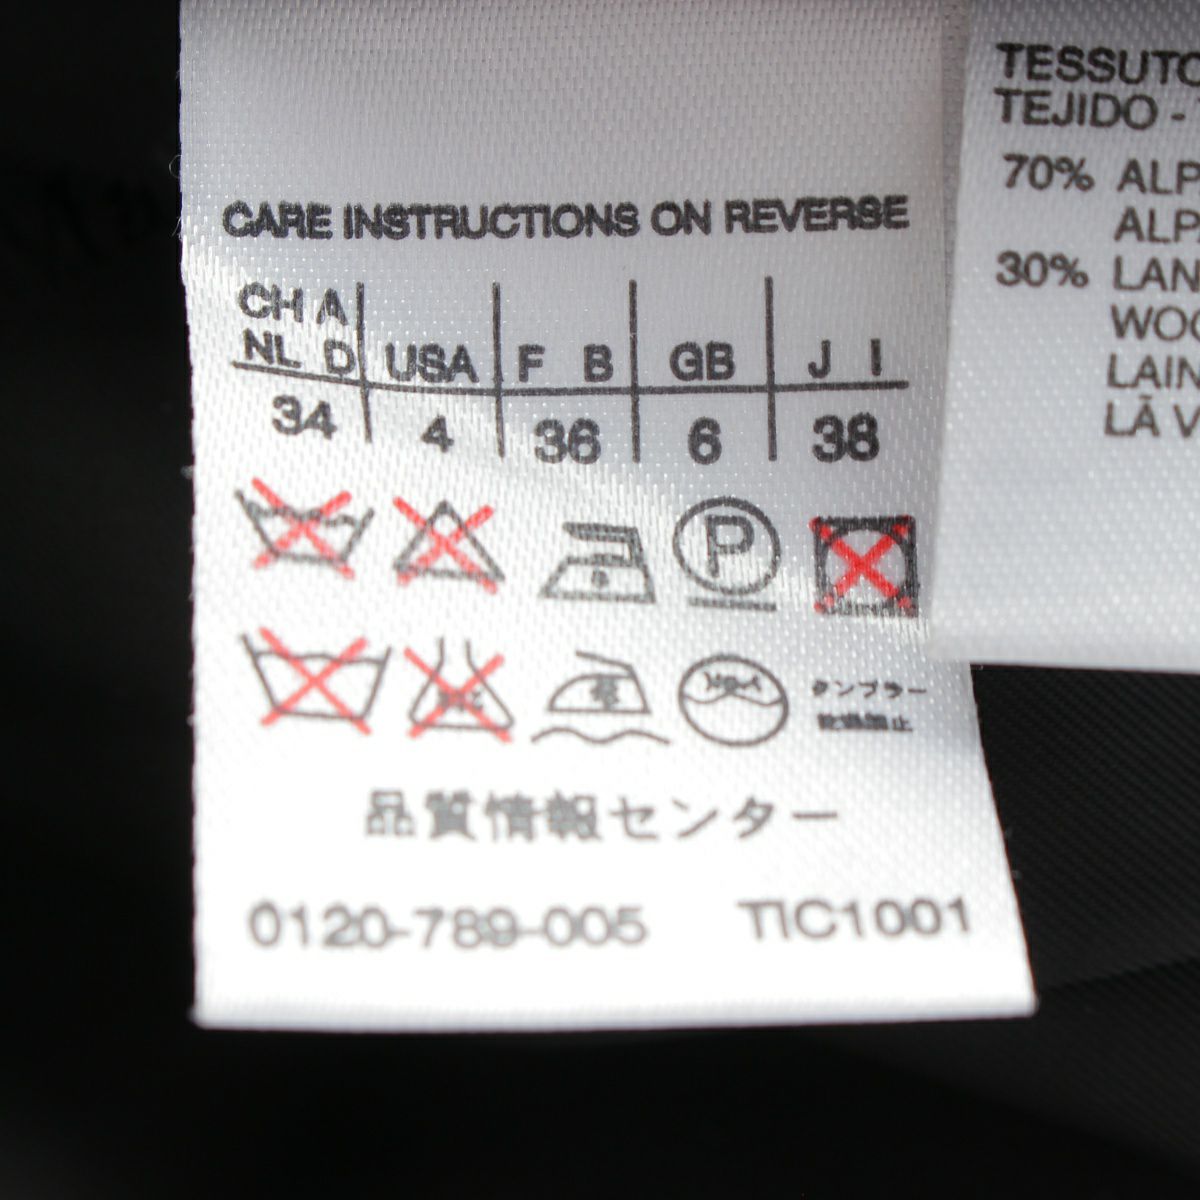 CARE INSTRUCTIONS ON REVERSE
CH A
NL D USA F B GB J I
34 4 36 6 38
P
タンブラー
乾燥禁止
品質情報センター
0120-789-005 TIC1001
TESSUTO
TEJIDO -
70% ALP
ALP
30% LAN
WOO
LAIN
LÃ V